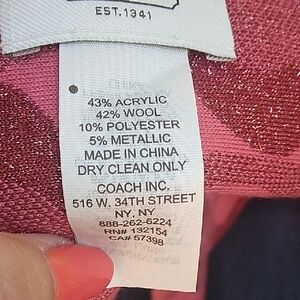 EST.1941
43% ACRYLIC
42% WOOL
10% POLYESTER
5% METALLIC
MADE IN CHINA
DRY CLEAN ONLY
COACH INC.
516 W. 34TH STREET
NY, NY
888-262-6224
RN# 132154
CA# 57398